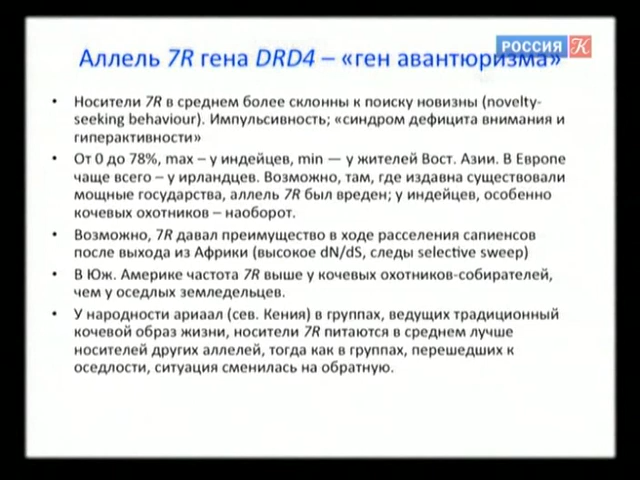 РОССИЯ К
Аллель 7R гена DRD4 – «ген авантюризма»
• Носители 7R в среднем более склонны к поиску новизны (novelty-
seeking behaviour). Импульсивность; «синдром дефицита внимания и
гиперактивности»
• От 0 до 78%, max – у индейцев, min — у жителей Вост. Азии. В Европе
чаще всего – у ирландцев. Возможно, там, где издавна существовали
мощные государства, аллель 7R был вреден; у индейцев, особенно
кочевых охотников – наоборот.
• Возможно, 7R давал преимущество в ходе расселения сапиенсов
после выхода из Африки (высокое dN/dS, следы selective sweep)
• В Юж. Америке частота 7R выше у кочевых охотников-собирателей,
чем у оседлых земледельцев.
• У народности ариаал (сев. Кения) в группах, ведущих традиционный
кочевой образ жизни, носители 7R питаются в среднем лучше
носителей других аллелей, тогда как в группах, перешедших к
оседлости, ситуация сменилась на обратную.